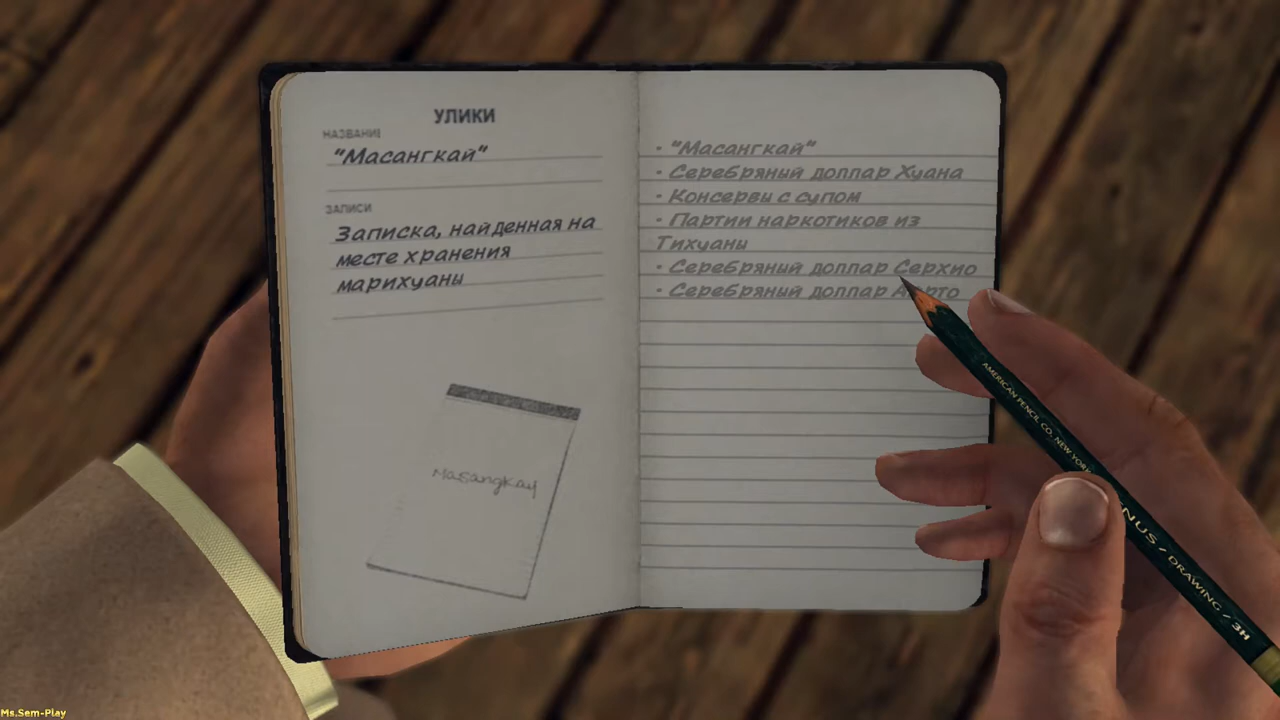 УЛИКИ
НАЗВАНИЕ
"Масангкай"
ЗАПИСИ
Записка, найденная на
месте хранения
марихуаны
Masangkay
- "Масангкай"
- Серебряный доллар Хуана
- Консервы с супом
- Партии наркотиков из
Тихуаны
- Серебряный доллар Серхио
- Серебряный доллар
AMERICAN PENCIL CO. NEW YORK
/ DRAWING / 3H
Ms.Sem-Play